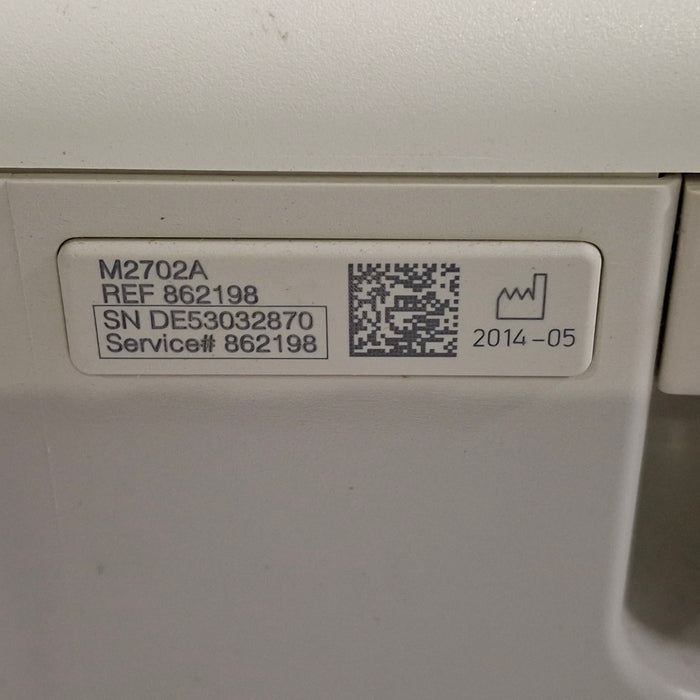 M2702A
REF 862198
SN DE53032870
Service# 862198
2014-05